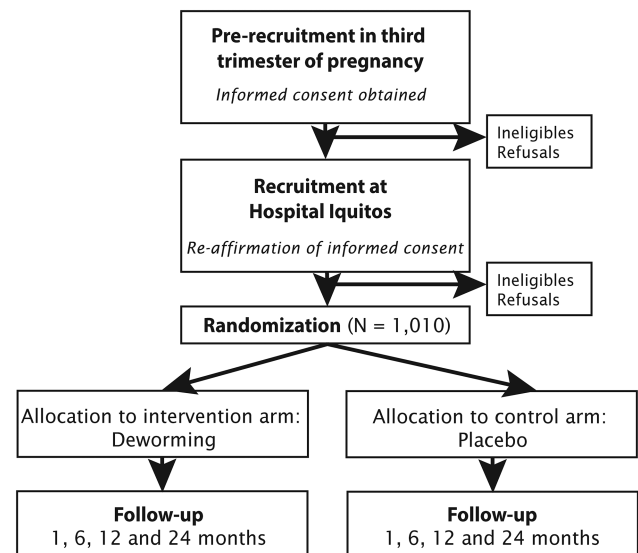 Pre-recruitment in third
trimester of pregnancy
Informed consent obtained
Ineligibles
Refusals
Recruitment at
Hospital Iquitos
Re-affirmation of informed consent
Ineligibles
Refusals
Randomization (N = 1,010)
Allocation to intervention arm:
Deworming
Allocation to control arm:
Placebo
Follow-up
1, 6, 12 and 24 months
Follow-up
1, 6, 12 and 24 months